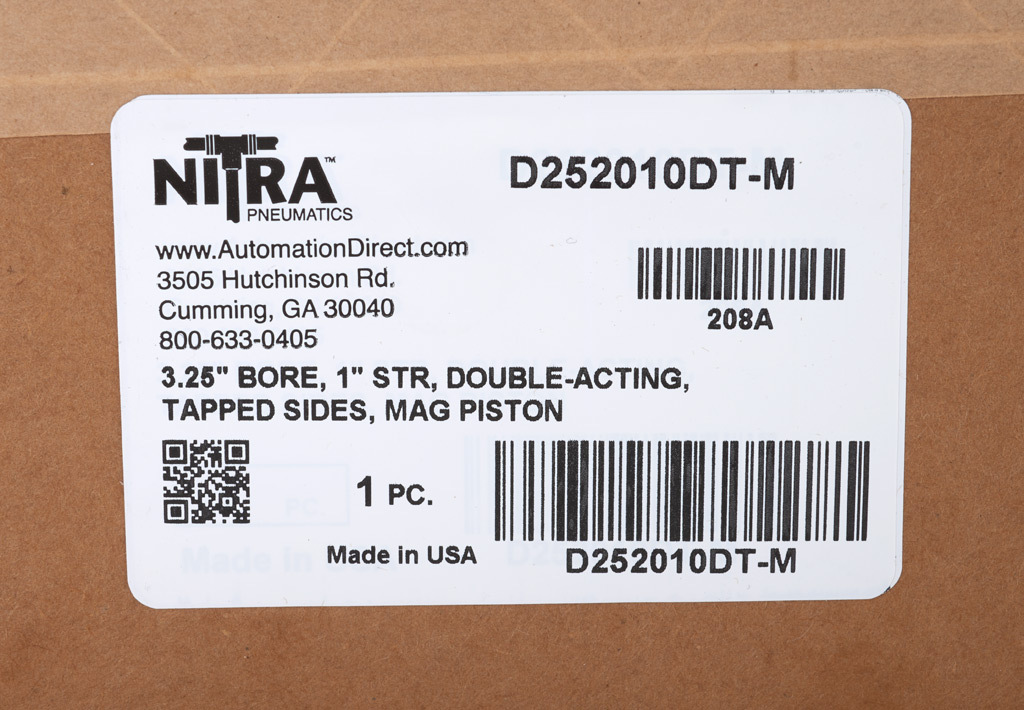 NITRA™
PNEUMATICS
D252010DT-M
www.AutomationDirect.com
3505 Hutchinson Rd.
Cumming, GA 30040
800-633-0405
208A
3.25" BORE, 1" STR, DOUBLE-ACTING,
TAPPED SIDES, MAG PISTON
1 PC.
Made in USA
D252010DT-M